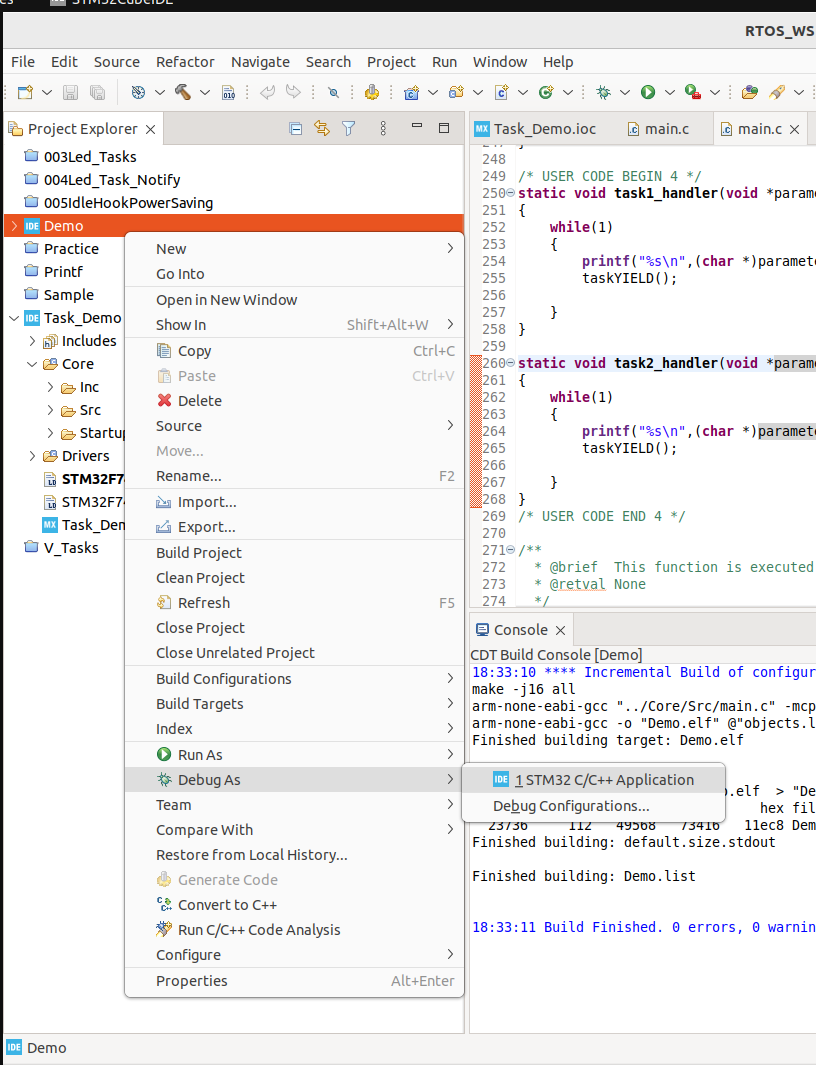 STM32CubeIDE
RTOS_WS
File Edit Source Refactor Navigate Search Project Run Window Help
Project Explorer
Task_Demo.ioc main.c main.c
003Led_Tasks
004Led_Task_Notify
005IdleHookPowerSaving
Demo
Practice
Printf
Sample
Task_Demo
Includes
Core
Inc
Src
Startup
Drivers
STM32F74
STM32F74
Task_Dem
V_Tasks
New
Go Into
Open in New Window
Show In Shift+Alt+W
Copy Ctrl+C
Paste Ctrl+V
Delete
Source
Move...
Rename... F2
Import...
Export...
Build Project
Clean Project
Refresh F5
Close Project
Close Unrelated Project
Build Configurations
Build Targets
Index
Run As
Debug As
Team
Compare With
Restore from Local History...
Generate Code
Convert to C++
Run C/C++ Code Analysis
Configure
Properties Alt+Enter
1 STM32 C/C++ Application
Debug Configurations...
248
249 /* USER CODE BEGIN 4 */
250 static void task1_handler(void *parame
251 {
252 while(1)
253 {
254 printf("%s\n",(char *)paramete
255 taskYIELD();
256
257 }
258 }
259
260 static void task2_handler(void *parame
261 {
262 while(1)
263 {
264 printf("%s\n",(char *)paramete
265 taskYIELD();
266
267 }
268 }
269 /* USER CODE END 4 */
270
271 /**
272 * @brief This function is executed
273 * @retval None
274 */
Console
CDT Build Console [Demo]
18:33:10 **** Incremental Build of configur
make -j16 all
arm-none-eabi-gcc "../Core/Src/main.c" -mcp
arm-none-eabi-gcc -o "Demo.elf" @"objects.l
Finished building target: Demo.elf
o.elf > "De
hex fil
23736 112 49568 73416 11ec8 Dem
Finished building: default.size.stdout
Finished building: Demo.list
18:33:11 Build Finished. 0 errors, 0 warnin
Demo